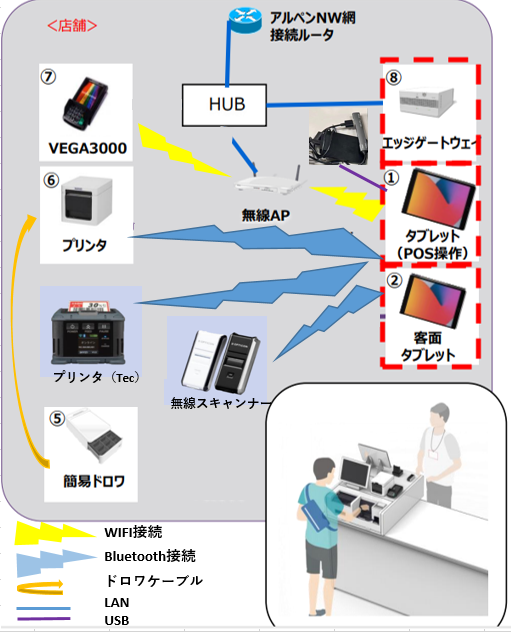 ＜店舗＞
アルペンNW網
接続ルータ
⑦
VEGA3000
HUB
⑧
エッジゲートウェイ
⑥
プリンタ
無線AP
①
タブレット
（POS操作）
②
客面
タブレット
プリンタ（Tec）
無線スキャンナー
⑤
簡易ドロワ
WIFI接続
Bluetooth接続
ドロワケーブル
LAN
USB